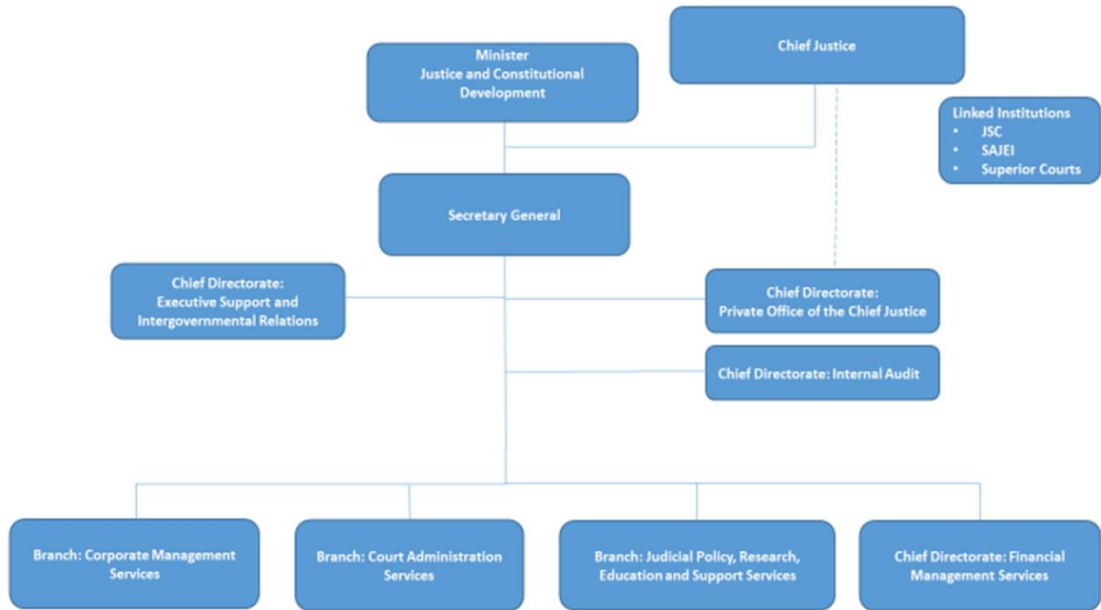 Minister
Justice and Constitutional
Development
Chief Justice
Linked Institutions
• JSC
• SAJEI
• Superior Courts
Secretary General
Chief Directorate:
Executive Support and
Intergovernmental Relations
Chief Directorate:
Private Office of the Chief Justice
Chief Directorate: Internal Audit
Branch: Corporate Management
Services
Branch: Court Administration
Services
Branch: Judicial Policy, Research,
Education and Support Services
Chief Directorate: Financial
Management Services